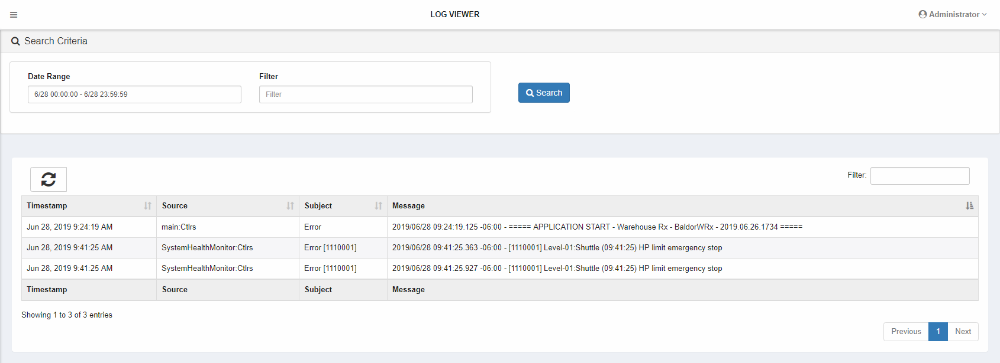 LOG VIEWER
Administrator
Search Criteria
Date Range
Filter
6/28 00:00:00 - 6/28 23:59:59
Filter
Search
Filter:
Timestamp Source Subject Message
Jun 28, 2019 9:24:19 AM main:Ctlrs Error 2019/06/28 09:24:19.125 -06:00 - ===== APPLICATION START - Warehouse Rx - BaldorWRx - 2019.06.26.1734 =====
Jun 28, 2019 9:41:25 AM SystemHealthMonitor:Ctlrs Error [1110001] 2019/06/28 09:41:25.363 -06:00 - [1110001] Level-01:Shuttle (09:41:25) HP limit emergency stop
Jun 28, 2019 9:41:25 AM SystemHealthMonitor:Ctlrs Error [1110001] 2019/06/28 09:41:25.927 -06:00 - [1110001] Level-01:Shuttle (09:41:25) HP limit emergency stop
Timestamp Source Subject Message
Showing 1 to 3 of 3 entries
Previous 1 Next